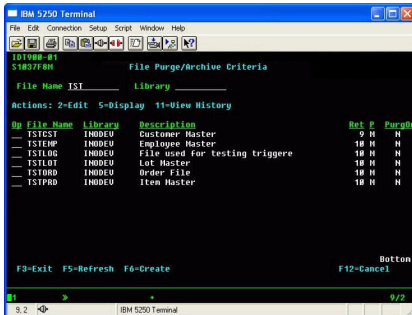 IBM 5250 Terminal
File Edit Connection Setup Script Window Help
IDT900-01
S1037F8N File Purge/Archive Criteria
File Name TST Library
Actions: 2=Edit 5=Display 11=View History
Op File Name Library Description Ret P PurgO
TSTCST INODEV Customer Master 9 M N
TSTEMP INODEV Employee Master 10 M N
TSTLOG INODEV File used for testing triggere 10 M N
TSTLOT INODEV Lot Master 10 M N
TSTORD INODEV Order File 10 M N
TSTPRD INODEV Item Master 10 M N
Bottom
F3=Exit F5=Refresh F6=Create F12=Cancel
1 9/2
9, 2 IBM 5250 Terminal